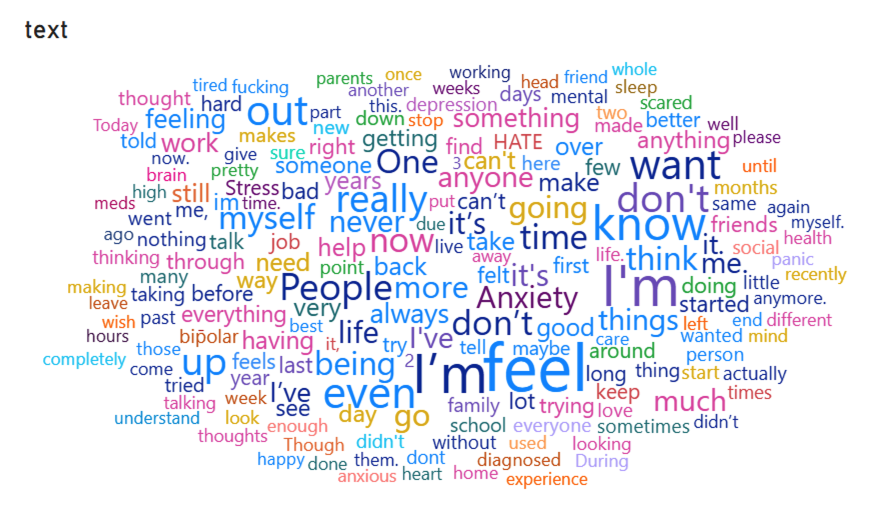 text
parents once working whole
tired fucking another weeks head friend sleep
thought hard out part this. depression days mental two scared
Today feeling new down stop something made better well
told work makes right getting find HATE over anything please
now. give sure someone One 3 can't here few want until
brain pretty
high still Stress bad years really put can't anyone make don't same months again
meds im time.
went me, myself never due it's going time know friends myself.
ago nothing talk job help now live take it. social health
thinking through need point back away felt it's first life. think me. panic
making many way People more Anxiety I'm doing little recently
leave taking before very started anymore.
wish past everything best always don't good things left end different
hours bipolar having it, life try I've tell maybe care wanted mind
completely those up feels last being 2 I'm feel around person
come long thing start actually
tried year I've even keep times
talking week see day go family lot trying love much
understand look enough school everyone sometimes didn't
thoughts Though didn't without used looking
happy done them. dont diagnosed During
anxious heart home experience